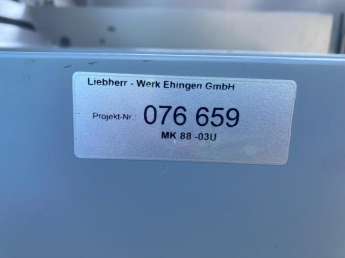 Liebherr - Werk Ehingen GmbH
Projekt-Nr. 076 659
MK 88 -03U